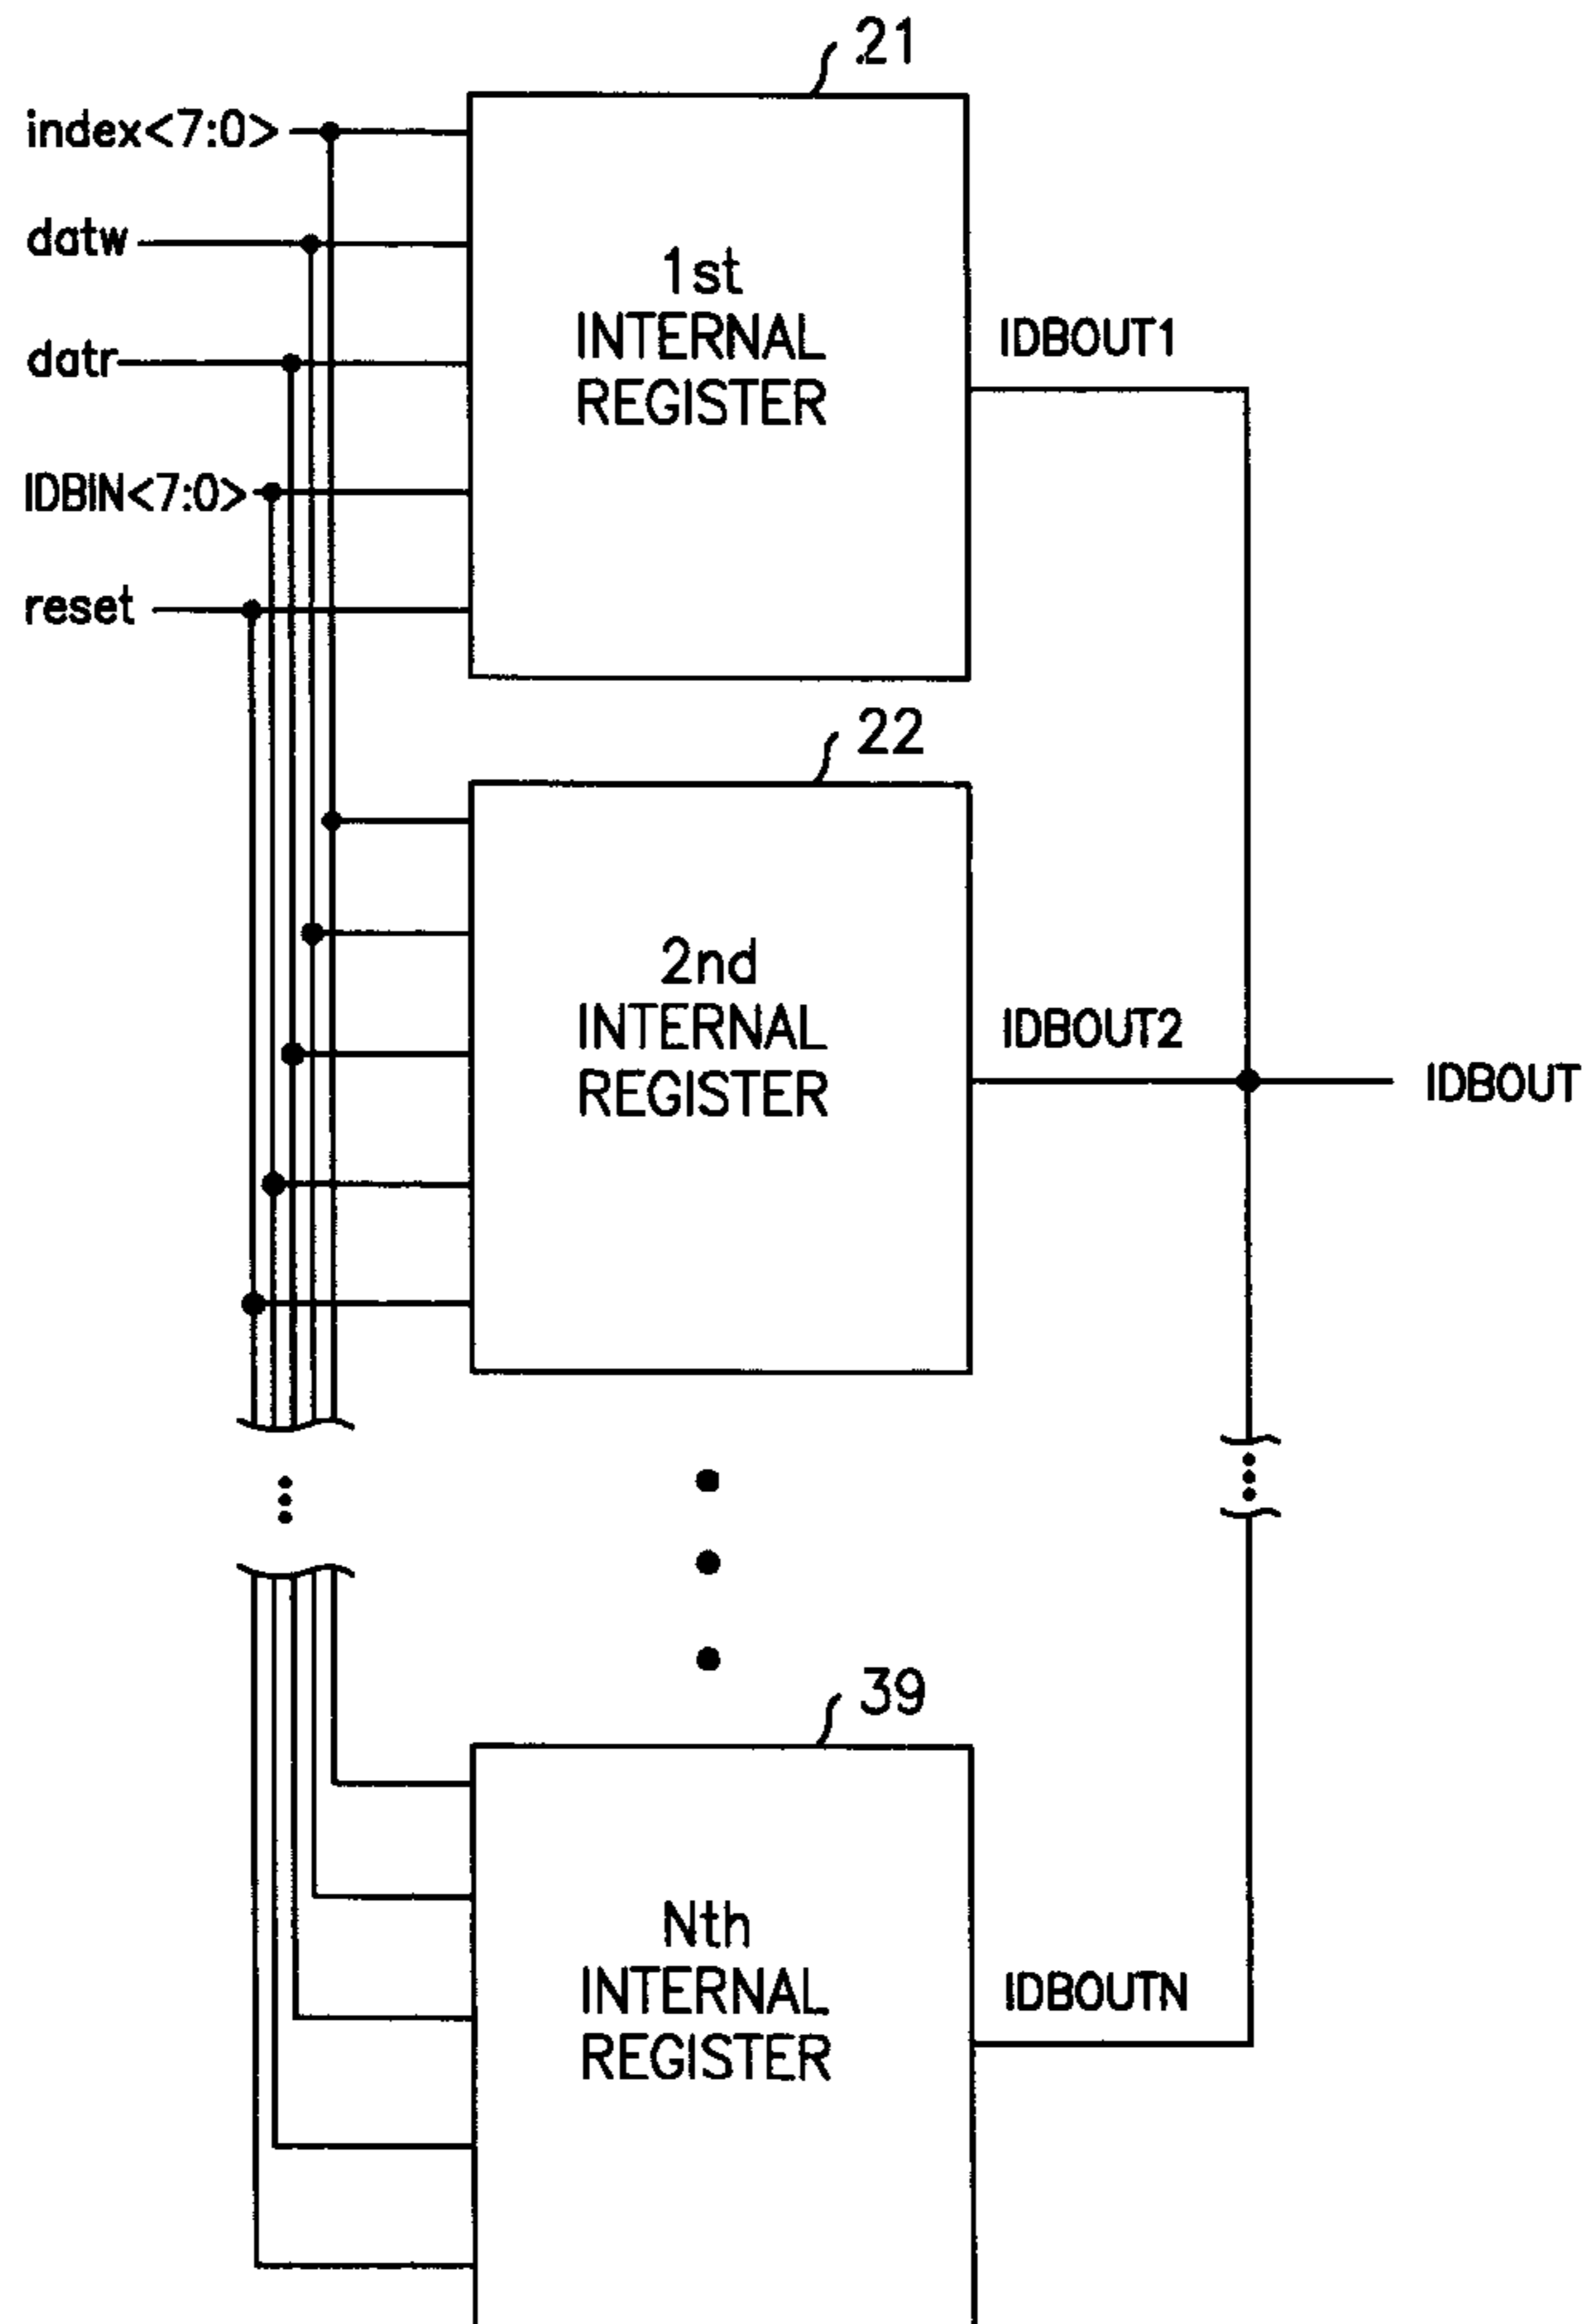 21
index<7:0>
datw
datr
IDBIN<7:0>
reset
1st
INTERNAL
REGISTER
IDBOUT1
22
2nd
INTERNAL
REGISTER
IDBOUT2
IDBOUT
39
Nth
INTERNAL
REGISTER
IDBOUTN